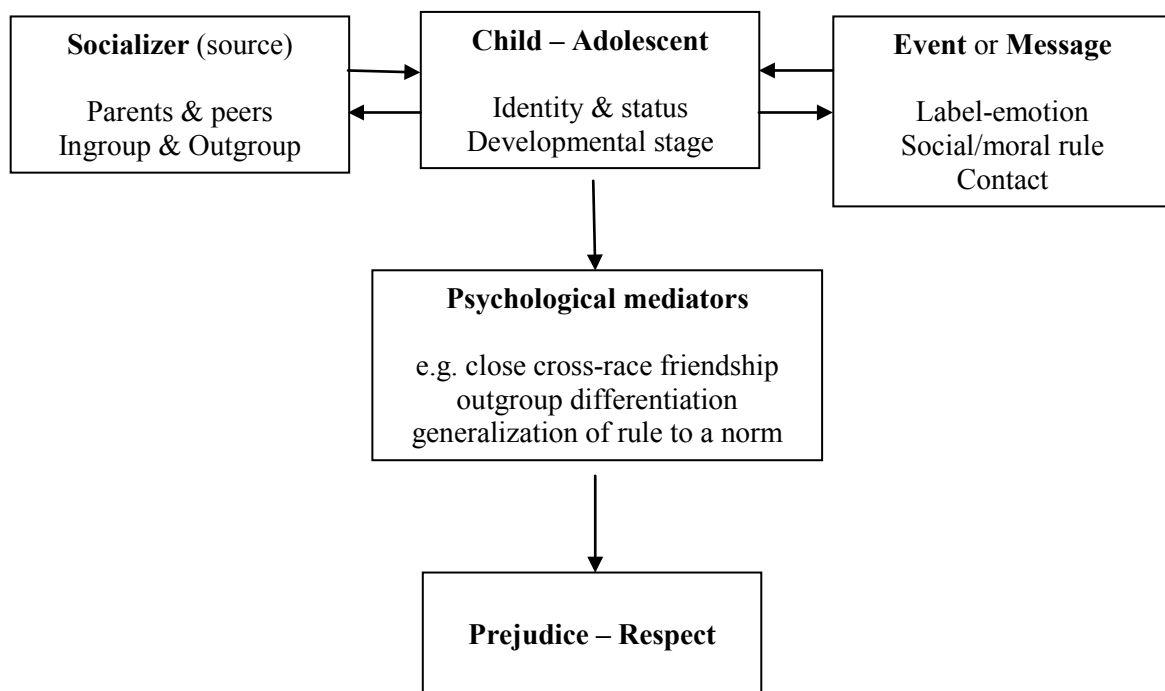 Socializer (source)
Parents & peers
Ingroup & Outgroup
Child – Adolescent
Identity & status
Developmental stage
Event or Message
Label-emotion
Social/moral rule
Contact
Psychological mediators
e.g. close cross-race friendship
outgroup differentiation
generalization of rule to a norm
Prejudice – Respect